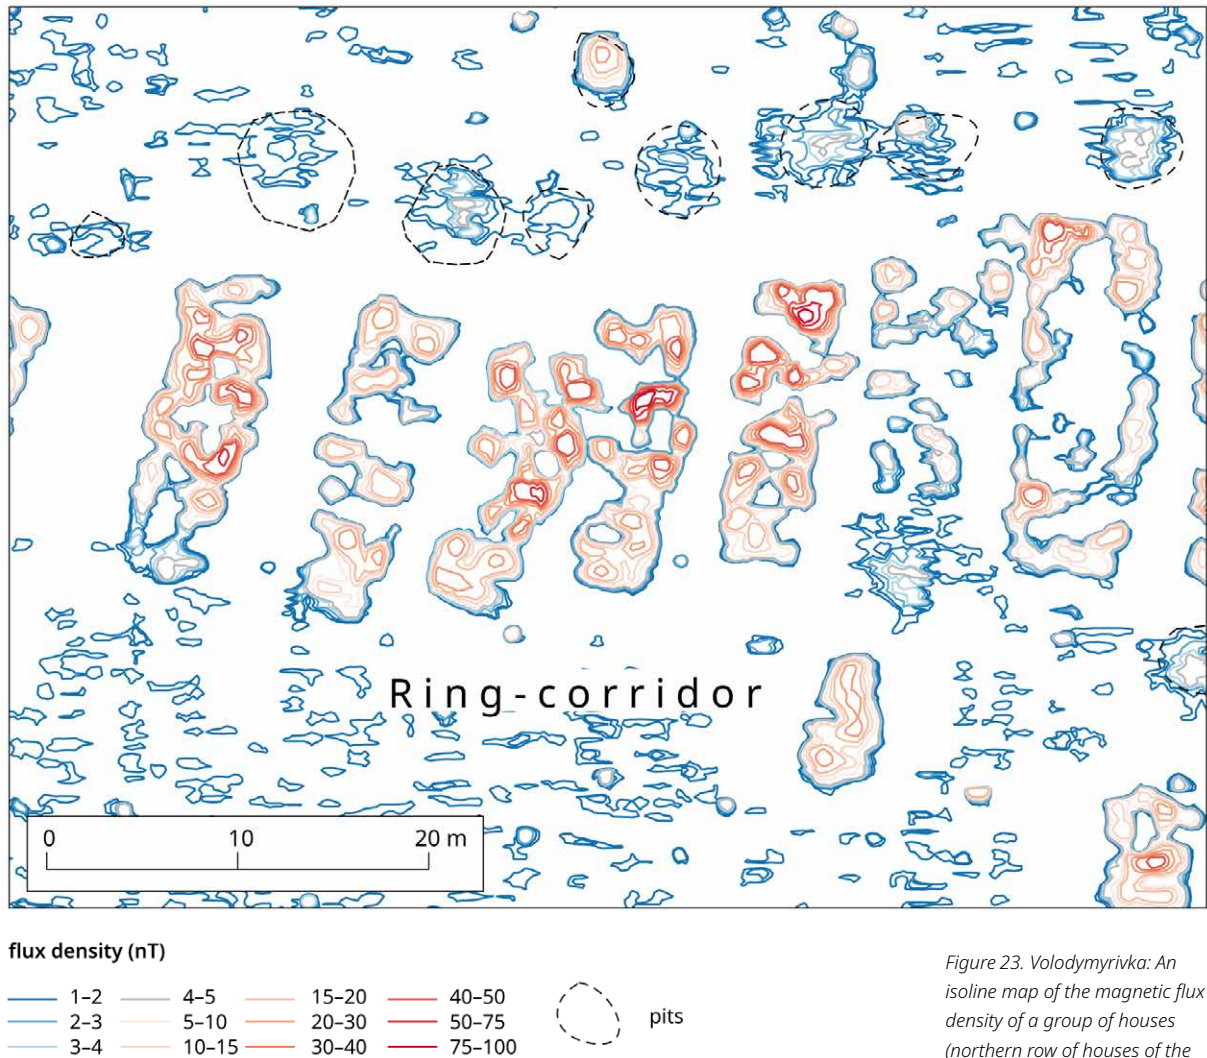 Ring-corridor
0 10 20 m
flux density (nT)
1–2 4–5 15–20 40–50
2–3 5–10 20–30 50–75 pits
3–4 10–15 30–40 75–100
Figure 23. Volodymyrivka: An
isoline map of the magnetic flux
density of a group of houses
(northern row of houses of the